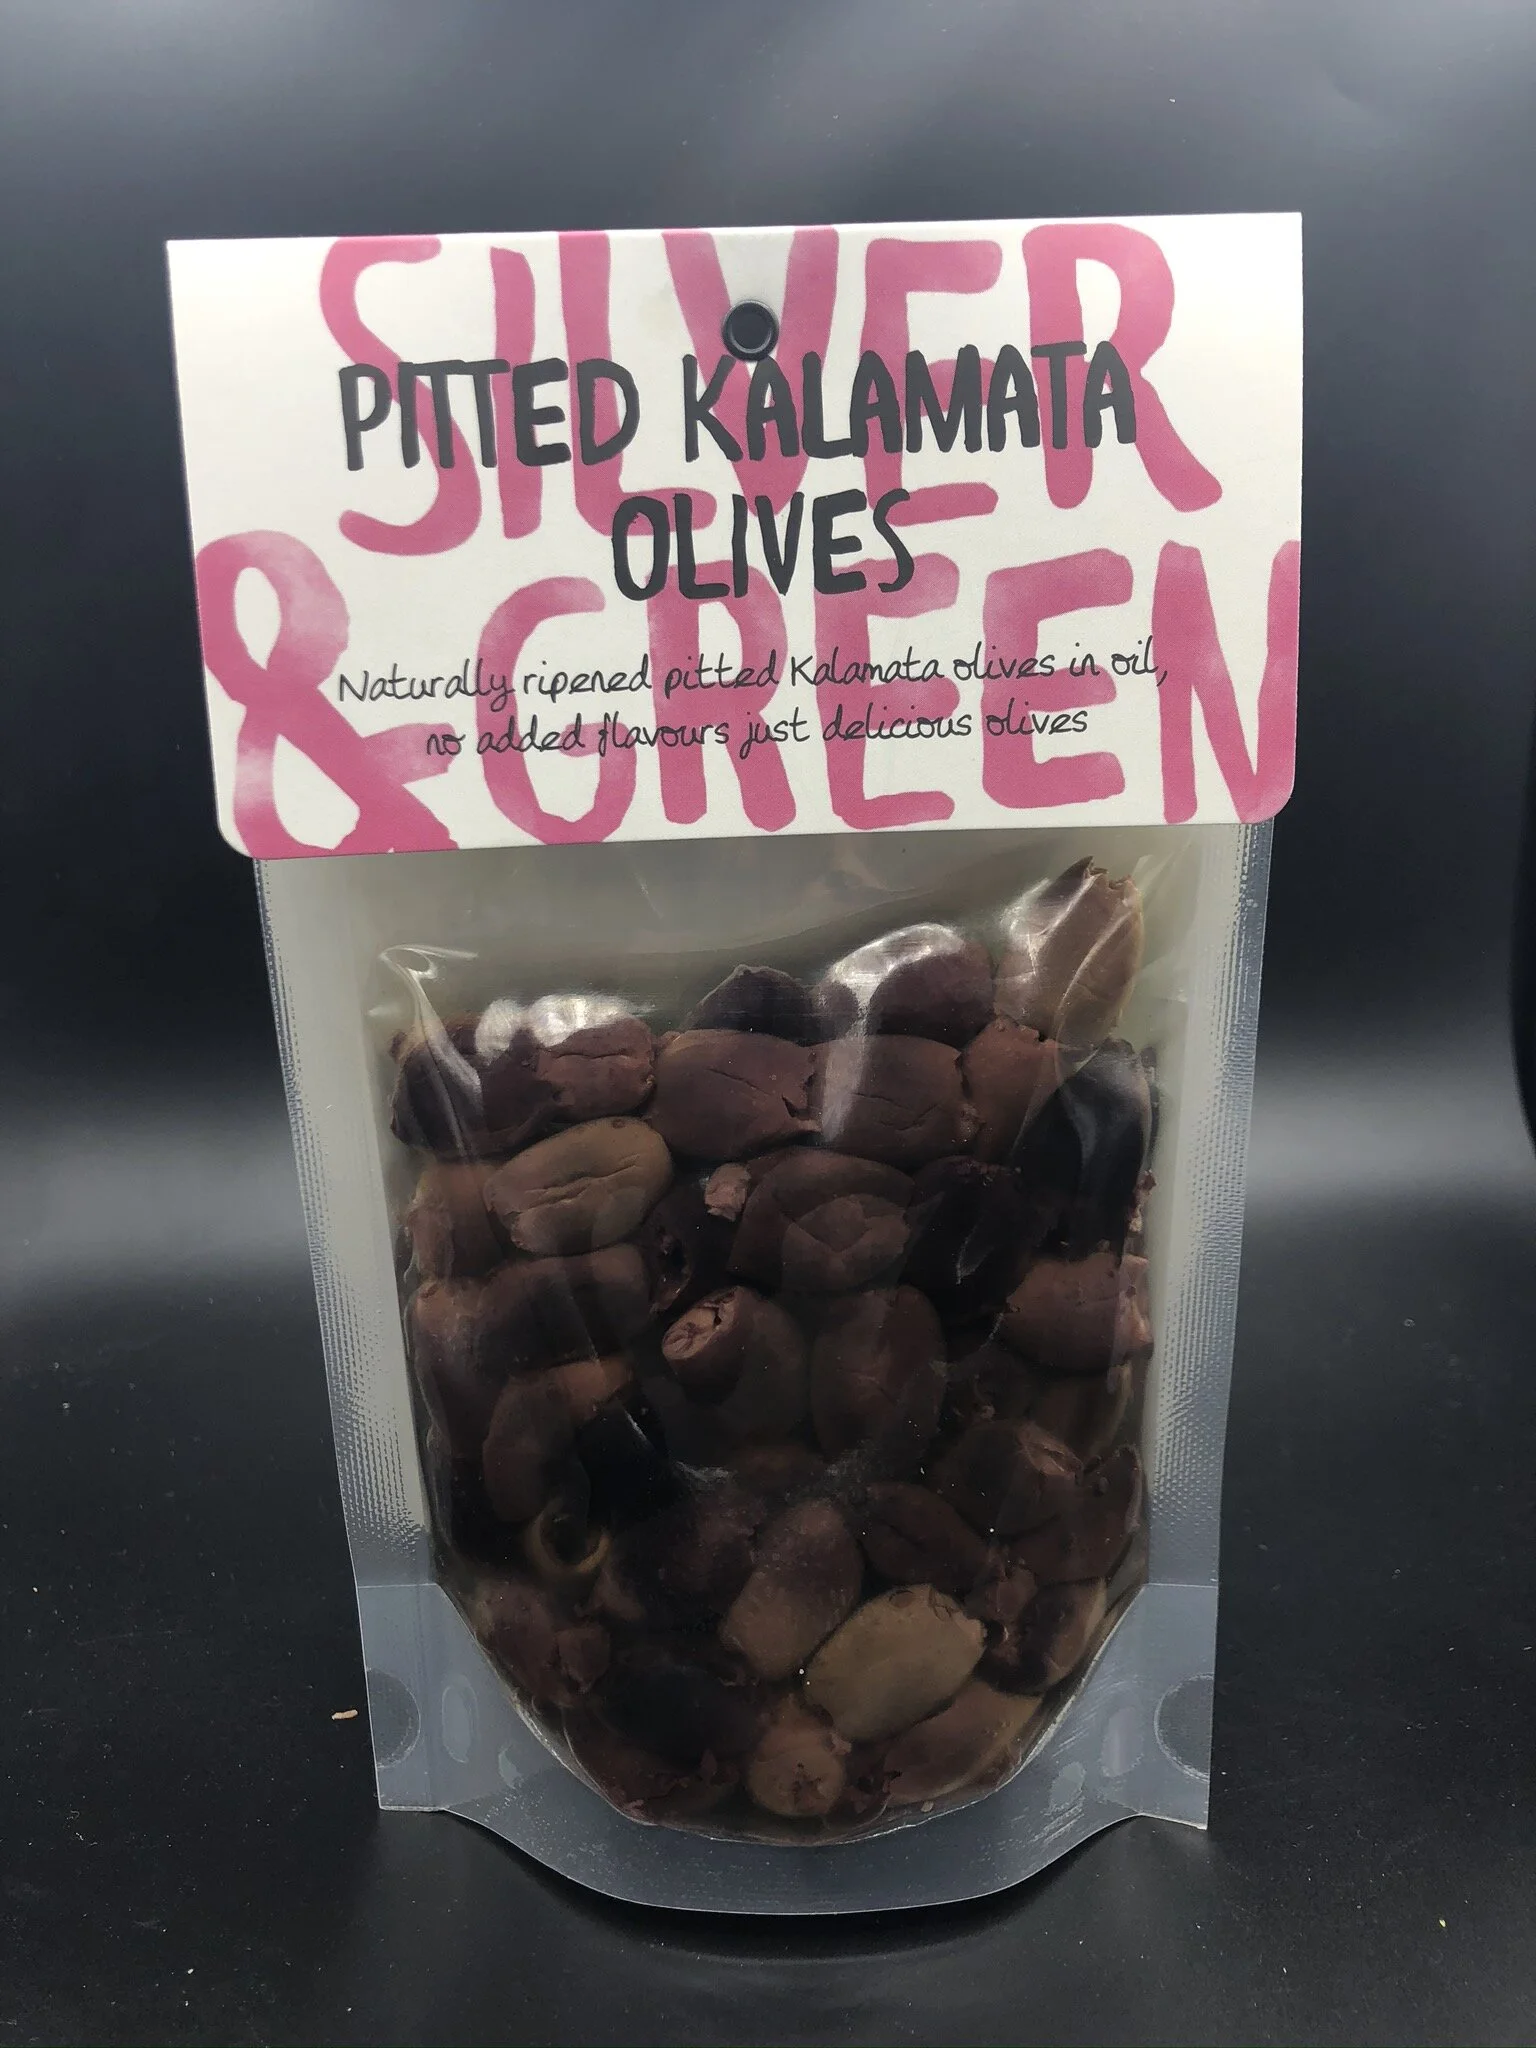 SILVER
PITTED KALAMATA
OLIVES
& GREEN
Naturally ripened pitted Kalamata olives in oil,
no added flavours just delicious olives